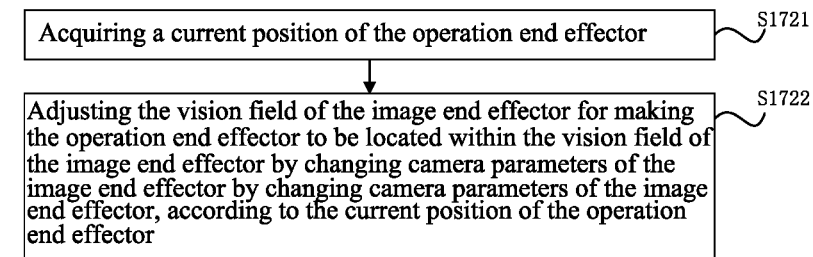 Acquiring a current position of the operation end effector
S1721
Adjusting the vision field of the image end effector for making
the operation end effector to be located within the vision field of
the image end effector by changing camera parameters of the
image end effector by changing camera parameters of the image
end effector, according to the current position of the operation
end effector
S1722